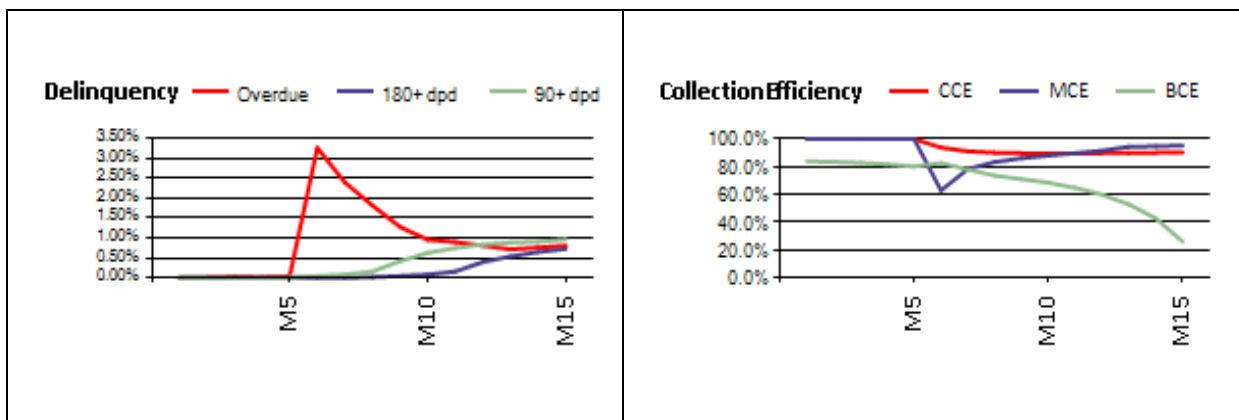 Delinquency Overdue 180+ dpd 90+ dpd
3.50%
3.00%
2.50%
2.00%
1.50%
1.00%
0.50%
0.00%
M5
M10
M15
Collection Efficiency CCE MCE BCE
100.0%
80.0%
60.0%
40.0%
20.0%
0.0%
M5
M10
M15